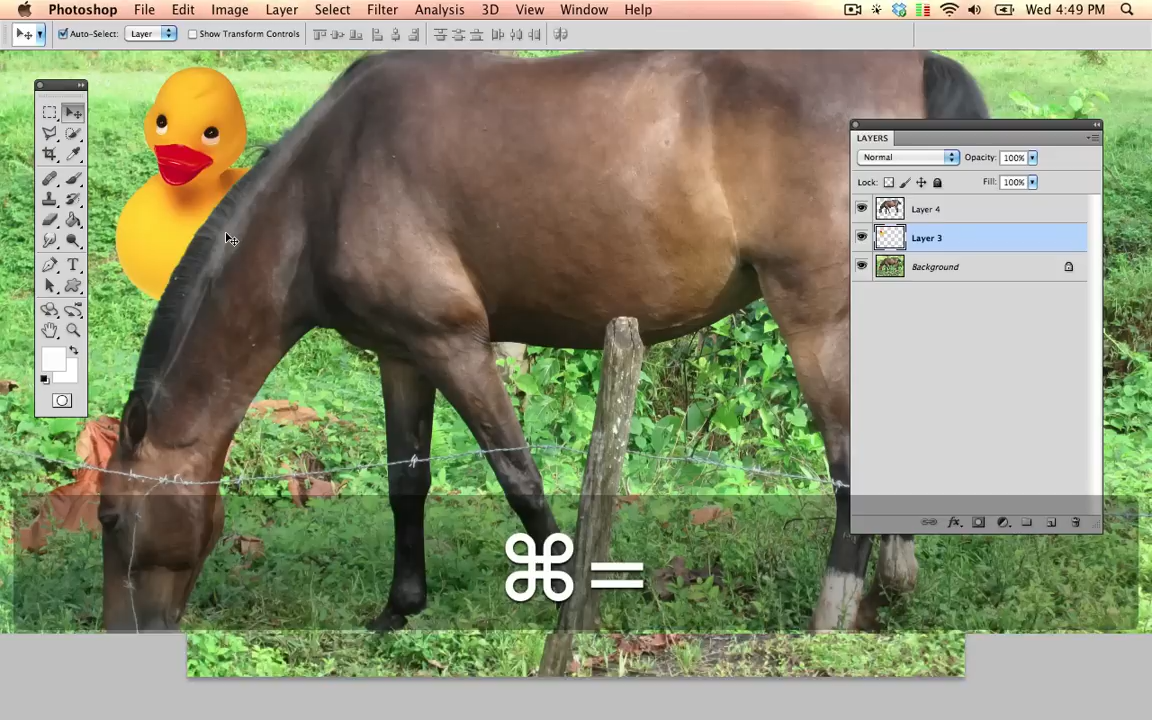 Photoshop File Edit Image Layer Select Filter Analysis 3D View Window Help Wed 4:49 PM
Auto-Select: Layer Show Transform Controls
LAYERS
Normal Opacity: 100%
Lock: Fill: 100%
Layer 4
Layer 3
Background
T
⌘=